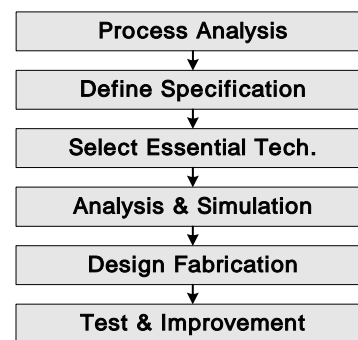 Process Analysis
Define Specification
Select Essential Tech.
Analysis & Simulation
Design Fabrication
Test & Improvement